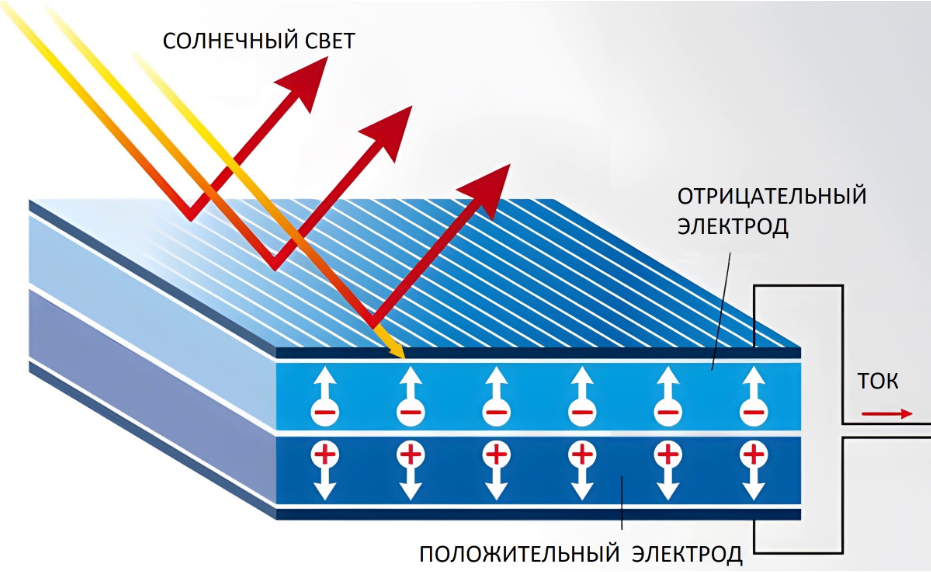 СОЛНЕЧНЫЙ СВЕТ
ОТРИЦАТЕЛЬНЫЙ
ЭЛЕКТРОД
ТОК
ПОЛОЖИТЕЛЬНЫЙ ЭЛЕКТРОД